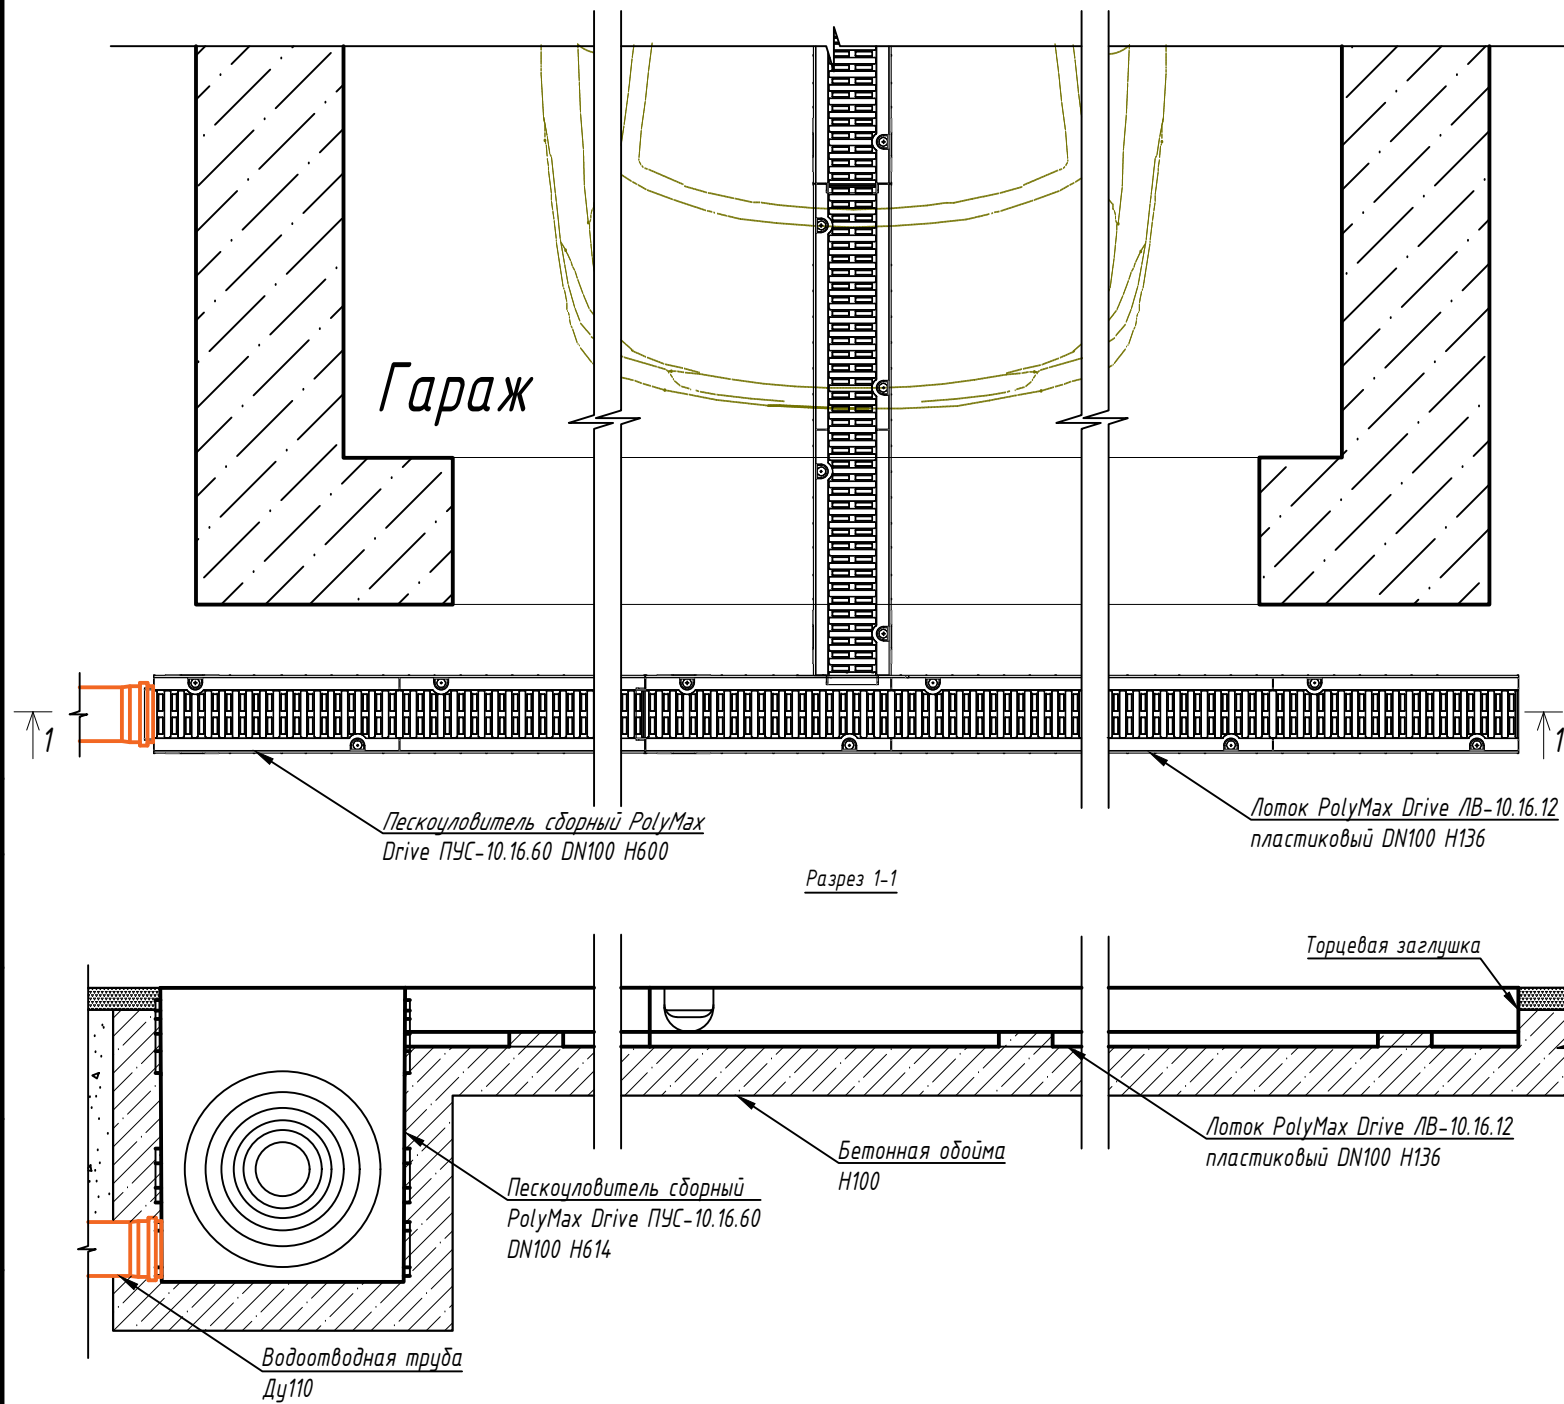 Гараж
1
1
Пескоуловитель сборный PolyMax
Drive ПУС-10.16.60 DN100 H600
Лоток PolyMax Drive ЛВ-10.16.12
пластиковый DN100 H136
Разрез 1-1
Торцевая заглушка
Лоток PolyMax Drive ЛВ-10.16.12
пластиковый DN100 H136
Бетонная обойма
H100
Пескоуловитель сборный
PolyMax Drive ПУС-10.16.60
DN100 H614
Водоотводная труба
Ду110